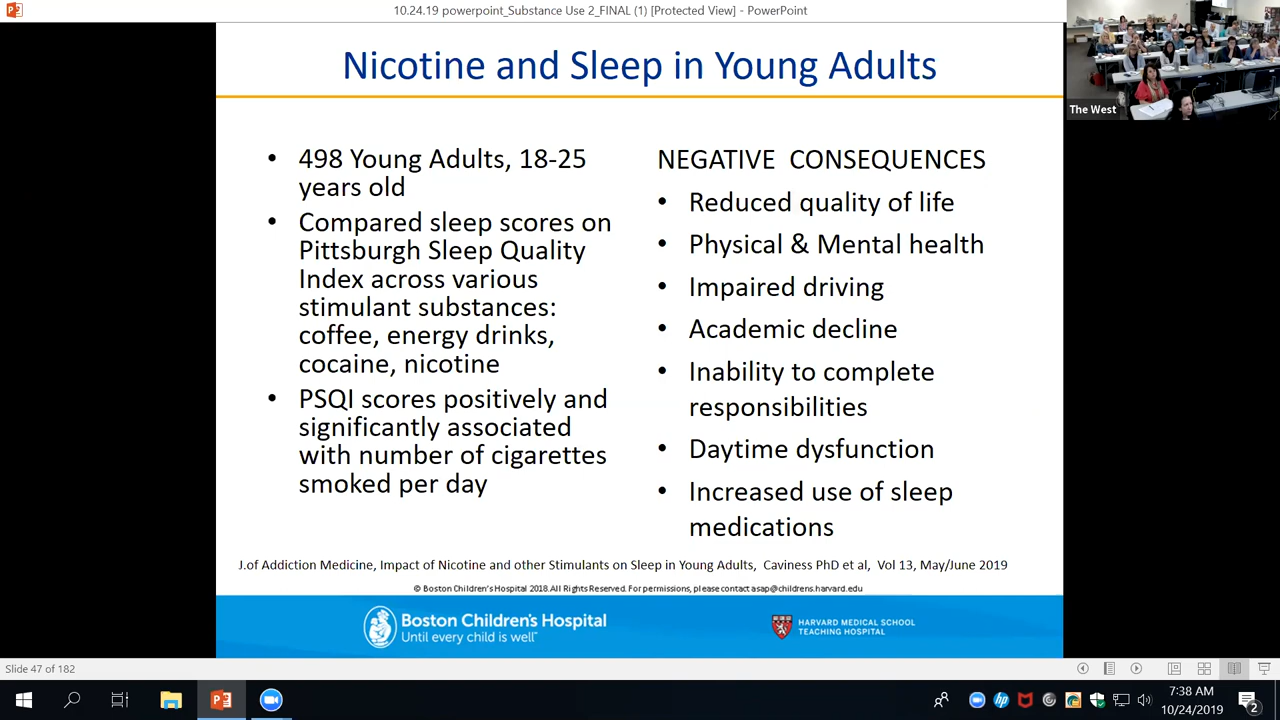 10.24.19 powerpoint_Substance Use 2_FINAL (1) [Protected View] - PowerPoint
The West
Nicotine and Sleep in Young Adults
• 498 Young Adults, 18-25
years old
• Compared sleep scores on
Pittsburgh Sleep Quality
Index across various
stimulant substances:
coffee, energy drinks,
cocaine, nicotine
• PSQI scores positively and
significantly associated
with number of cigarettes
smoked per day
NEGATIVE CONSEQUENCES
• Reduced quality of life
• Physical & Mental health
• Impaired driving
• Academic decline
• Inability to complete
responsibilities
• Daytime dysfunction
• Increased use of sleep
medications
J.of Addiction Medicine, Impact of Nicotine and other Stimulants on Sleep in Young Adults, Caviness PhD et al, Vol 13, May/June 2019
© Boston Children's Hospital 2018.All Rights Reserved. For permissions, please contact asap@childrens.harvard.edu
Boston Children's Hospital
Until every child is well™
HARVARD MEDICAL SCHOOL
TEACHING HOSPITAL
Slide 47 of 182
7:38 AM
10/24/2019
2